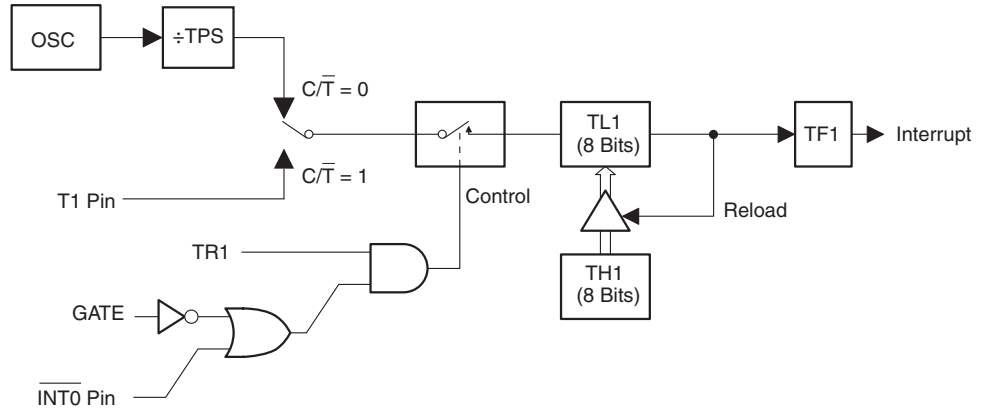 OSC
÷TPS
C/T̅ = 0
TL1
(8 Bits)
TF1
Interrupt
C/T̅ = 1
T1 Pin
Control
Reload
TR1
TH1
(8 Bits)
GATE
I̅N̅T̅0̅ Pin